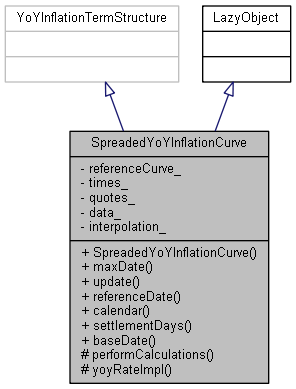 YoYInflationTermStructure
LazyObject
SpreadedYoYInflationCurve
- referenceCurve_
- times_
- quotes_
- data_
- interpolation_
+ SpreadedYoYInflationCurve()
+ maxDate()
+ update()
+ referenceDate()
+ calendar()
+ settlementDays()
+ baseDate()
# performCalculations()
# yoyRateImpl()